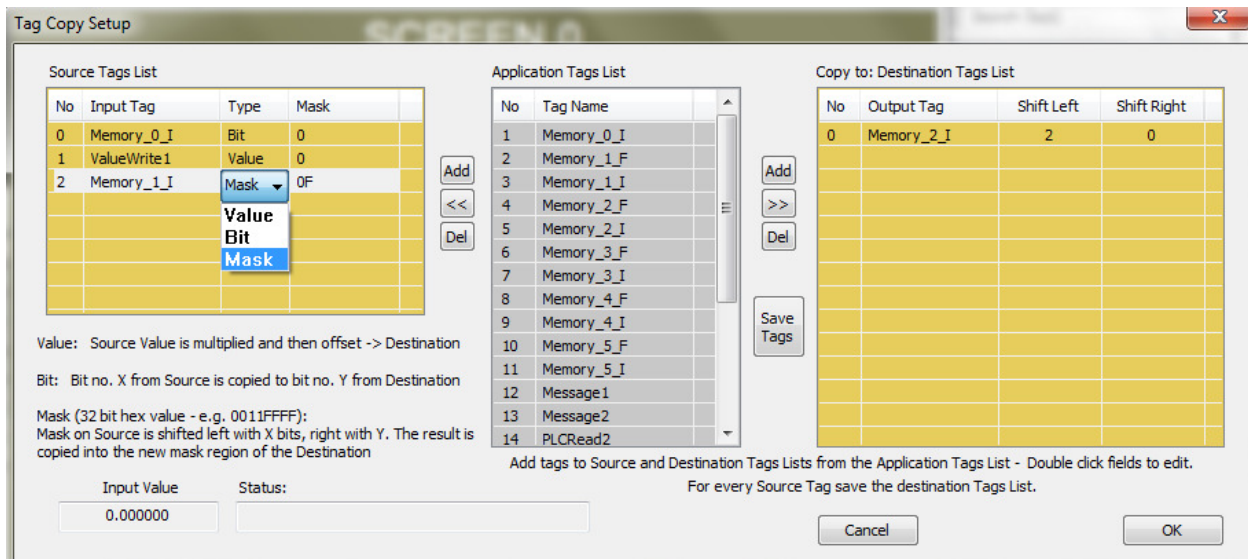 SCREEN 0
Tag Copy Setup
Source Tags List
No Input Tag Type Mask
0 Memory_0_I Bit 0
1 ValueWrite1 Value 0
2 Memory_1_I Mask 0F
Value
Bit
Mask
Add
<<
Del
Application Tags List
No Tag Name
1 Memory_0_I
2 Memory_1_F
3 Memory_1_I
4 Memory_2_F
5 Memory_2_I
6 Memory_3_F
7 Memory_3_I
8 Memory_4_F
9 Memory_4_I
10 Memory_5_F
11 Memory_5_I
12 Message1
13 Message2
14 PLCRead2
Add
>>
Del
Save
Tags
Copy to: Destination Tags List
No Output Tag Shift Left Shift Right
0 Memory_2_I 2 0
Value: Source Value is multiplied and then offset -> Destination
Bit: Bit no. X from Source is copied to bit no. Y from Destination
Mask (32 bit hex value - e.g. 0011FFFF):
Mask on Source is shifted left with X bits, right with Y. The result is
copied into the new mask region of the Destination
Add tags to Source and Destination Tags Lists from the Application Tags List - Double click fields to edit.
For every Source Tag save the destination Tags List.
Input Value Status:
0.000000
Cancel OK